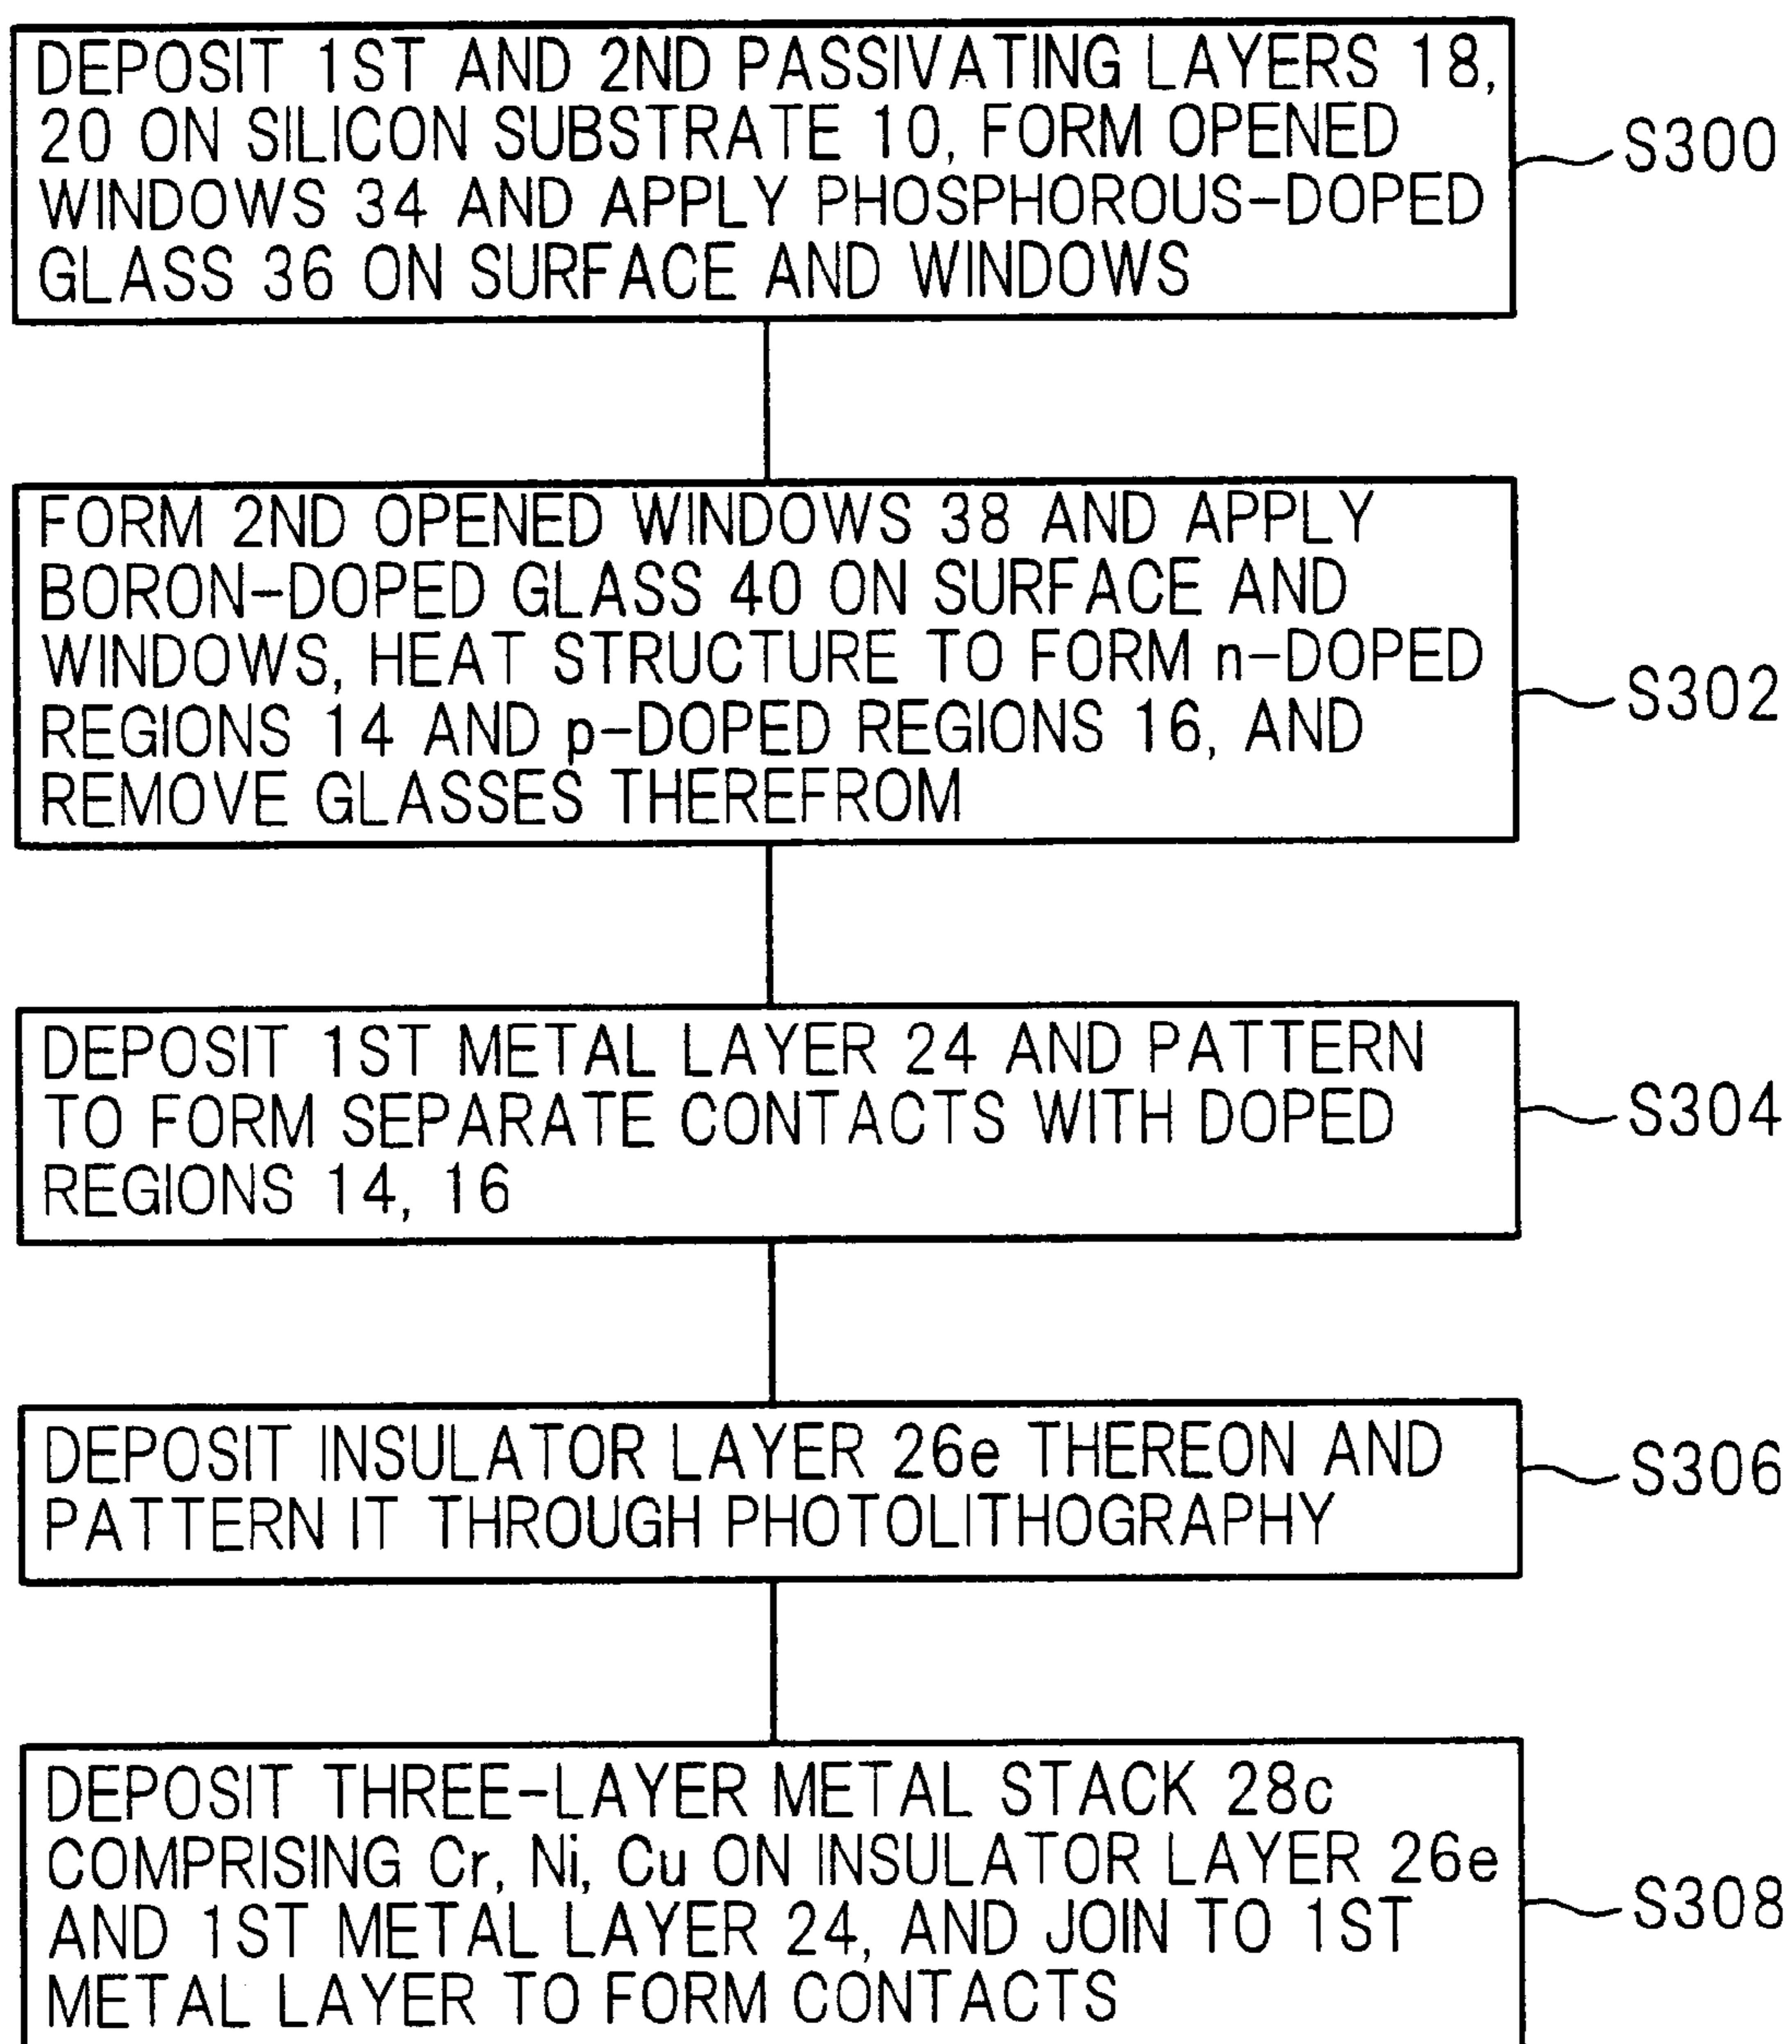 DEPOSIT 1ST AND 2ND PASSIVATING LAYERS 18,
20 ON SILICON SUBSTRATE 10, FORM OPENED
WINDOWS 34 AND APPLY PHOSPHOROUS-DOPED
GLASS 36 ON SURFACE AND WINDOWS
S300
FORM 2ND OPENED WINDOWS 38 AND APPLY
BORON-DOPED GLASS 40 ON SURFACE AND
WINDOWS, HEAT STRUCTURE TO FORM n-DOPED
REGIONS 14 AND p-DOPED REGIONS 16, AND
REMOVE GLASSES THEREFROM
S302
DEPOSIT 1ST METAL LAYER 24 AND PATTERN
TO FORM SEPARATE CONTACTS WITH DOPED
REGIONS 14, 16
S304
DEPOSIT INSULATOR LAYER 26e THEREON AND
PATTERN IT THROUGH PHOTOLITHOGRAPHY
S306
DEPOSIT THREE-LAYER METAL STACK 28c
COMPRISING Cr, Ni, Cu ON INSULATOR LAYER 26e
AND 1ST METAL LAYER 24, AND JOIN TO 1ST
METAL LAYER TO FORM CONTACTS
S308